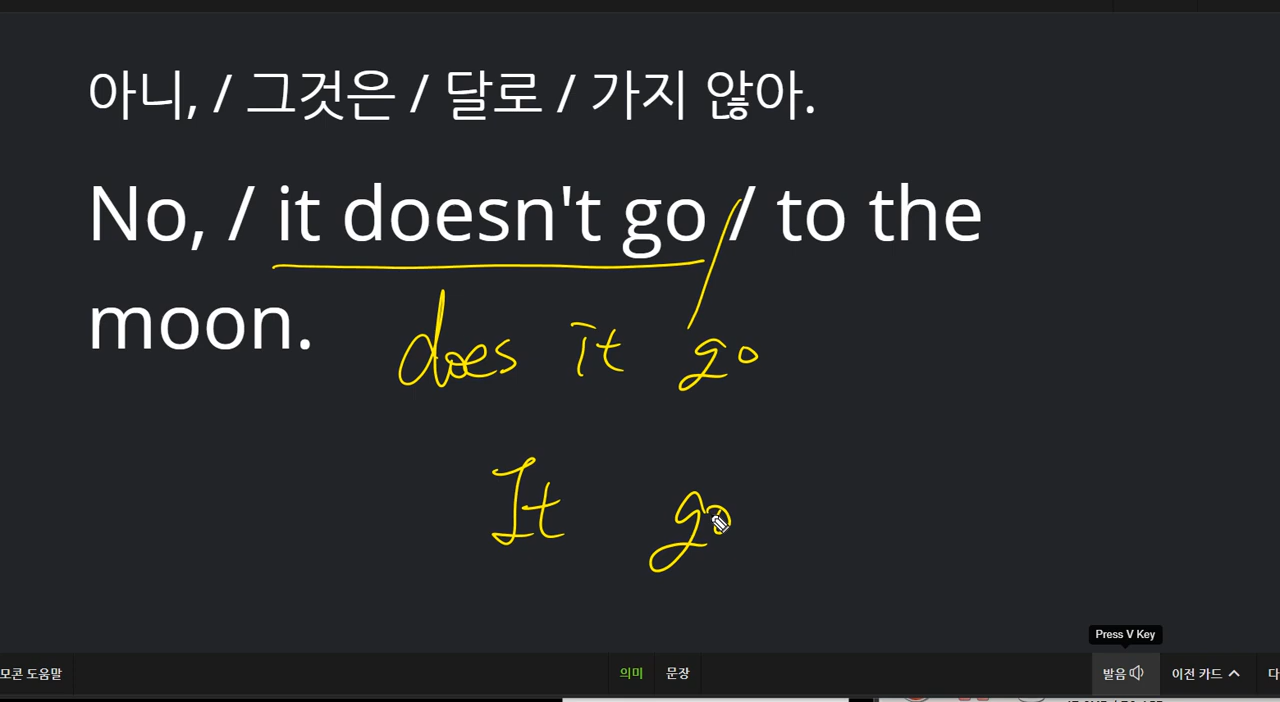 아니, / 그것은 / 달로 / 가지 않아.
No, / it doesn't go / to the
moon.
does it go
It go
Press V Key
모콘 도움말 의미 문장 발음 이전 카드 다